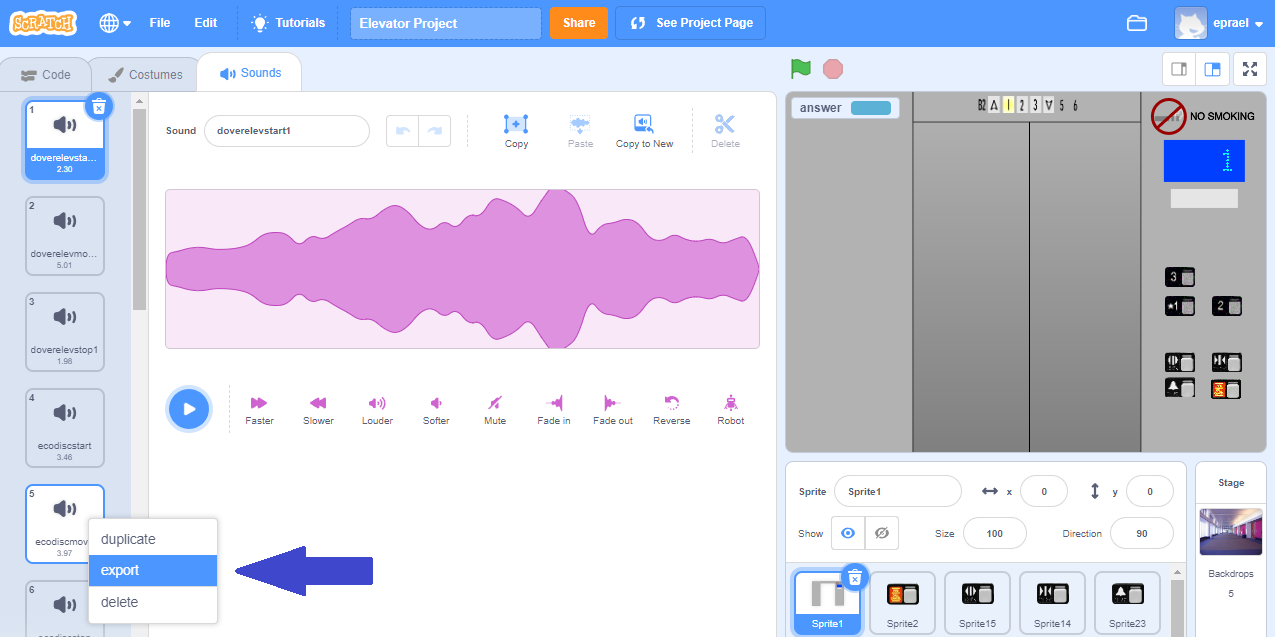 SCRATCH File Edit Tutorials Elevator Project Share See Project Page eprael
Code Costumes Sounds
1
doverelevsta...
2.30
2
doverelevmo...
5.01
3
doverelevstop1
1.98
4
ecodiscstart
3.46
5
ecodiscmov
3.97
6
duplicate
export
delete
Sound doverelevstart1
Copy Paste Copy to New Delete
Faster Slower Louder Softer Mute Fade in Fade out Reverse Robot
answer
B2 1 2 3 5 6
NO SMOKING
1
3
★1 2
Sprite Sprite1 x 0 y 0
Show Size 100 Direction 90
Sprite1 Sprite2 Sprite15 Sprite14 Sprite23
Stage
Backdrops
5